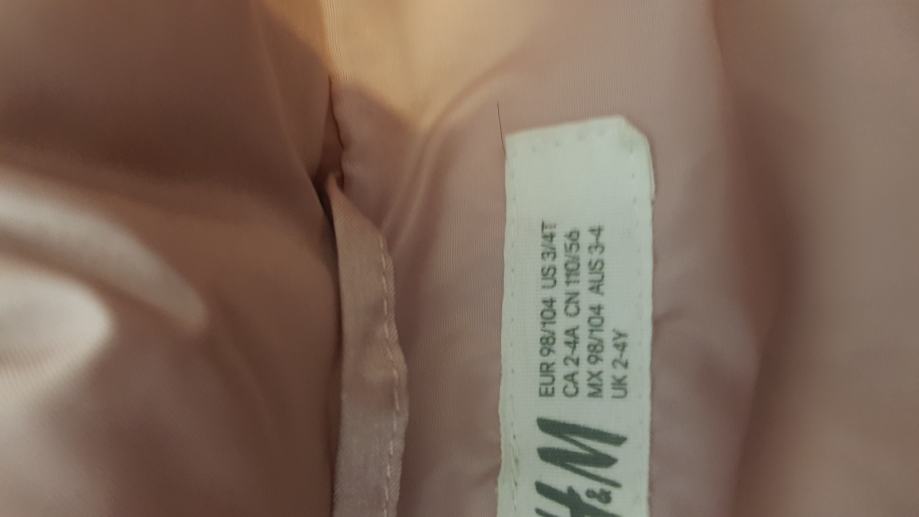 H&M
EUR 98/104 US 3/4T
CA 2-4A CN 110/56
MX 98/104 AUS 3-4
UK 2-4Y